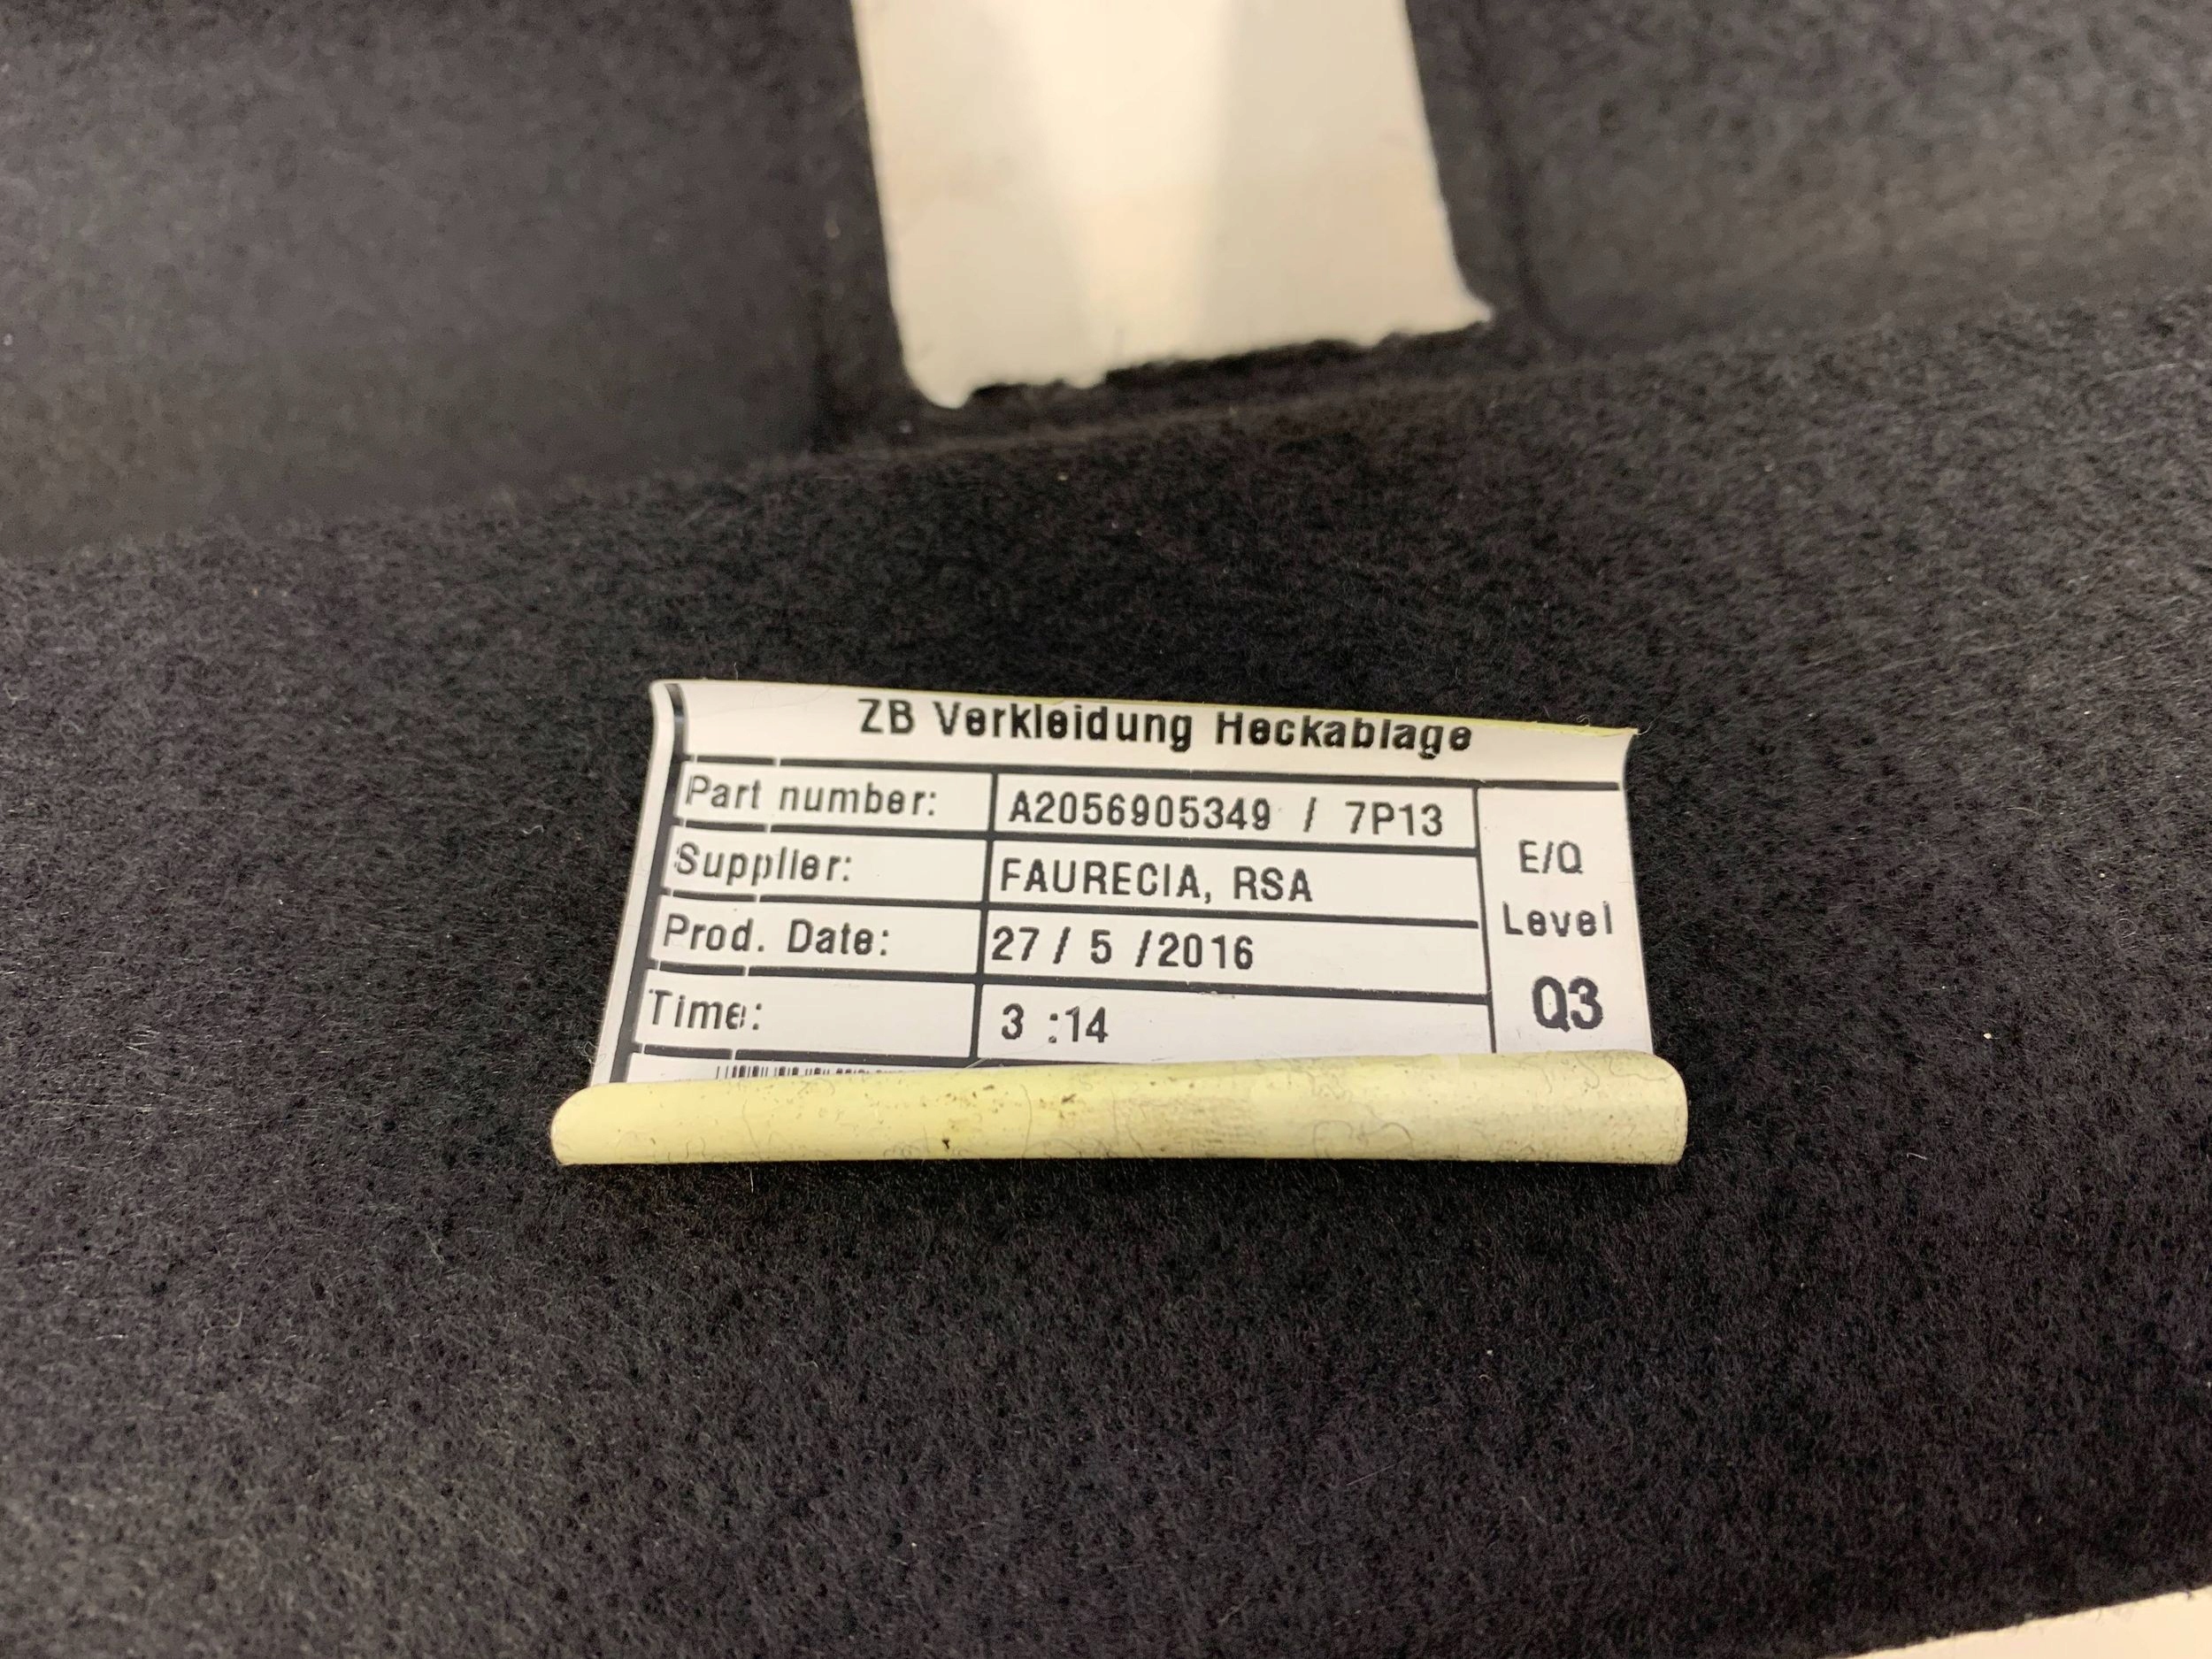 ZB Verkleidung Heckablage
Part number: A2056905349 / 7P13
Supplier: FAURECIA, RSA
Prod. Date: 27 / 5 /2016
Time: 3 :14
E/Q
Level
Q3